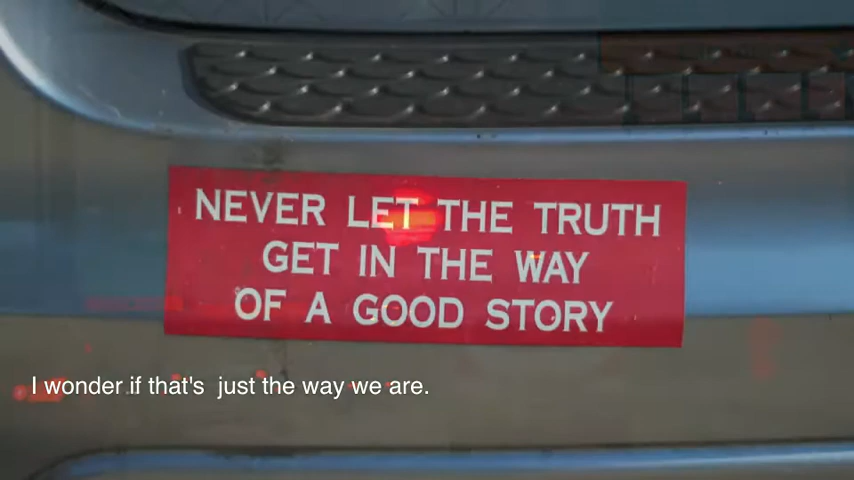 NEVER LET THE TRUTH
GET IN THE WAY
OF A GOOD STORY
I wonder if that's  just the way we are.